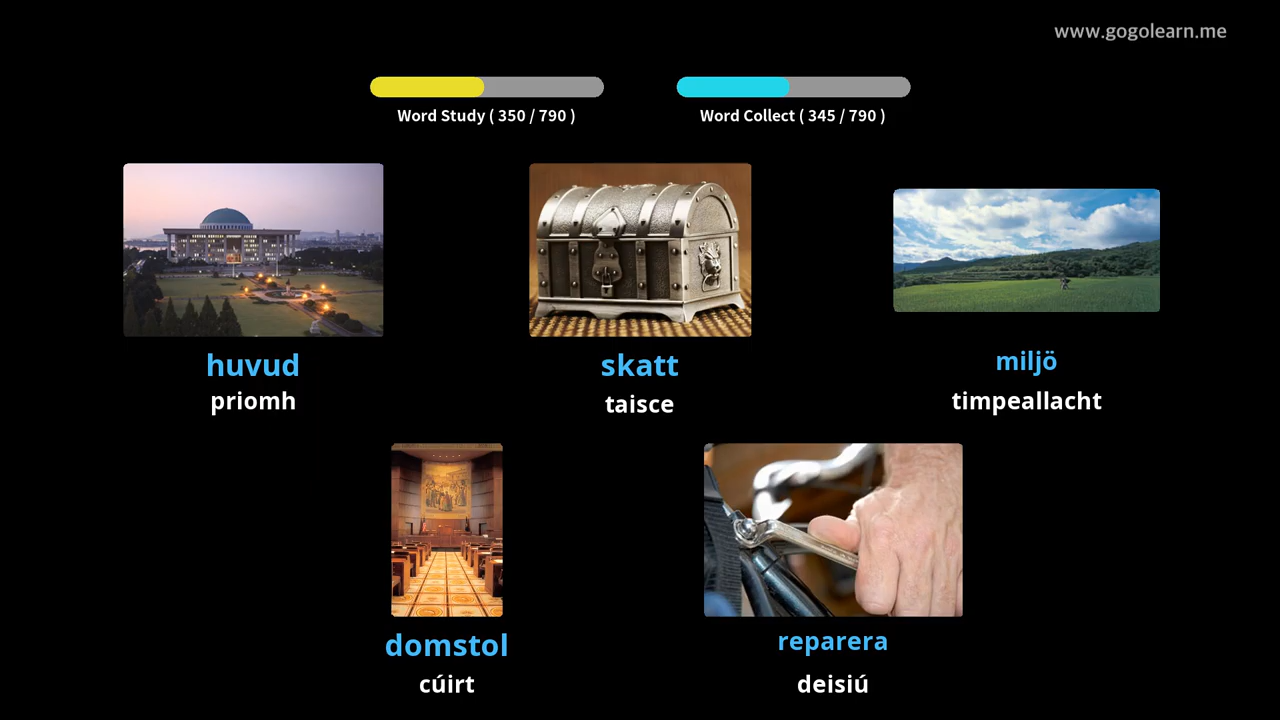 www.gogolearn.me
Word Study ( 350 / 790 )
Word Collect ( 345 / 790 )
huvud
priomh
skatt
taisce
miljö
timpeallacht
domstol
cúirt
reparera
deisiú